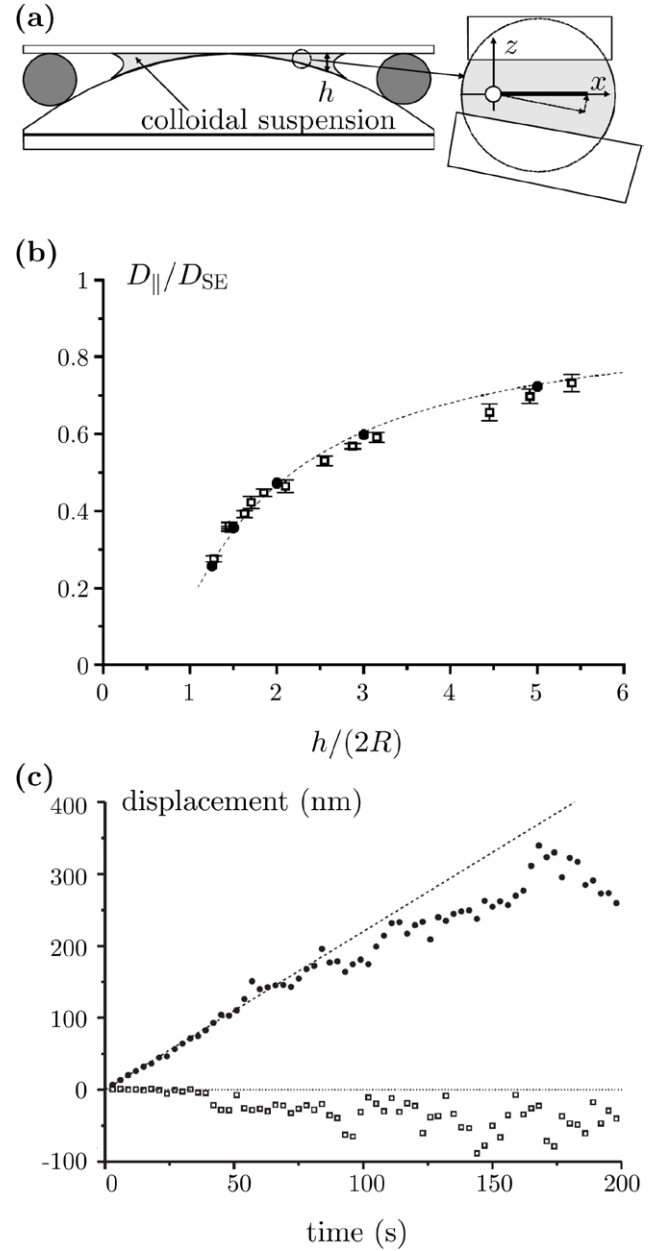 (a)
h
colloidal suspension
z
x
(b)
D∥/DSE
1
0.8
0.6
0.4
0.2
0
0 1 2 3 4 5 6
h/(2R)
(c)
displacement (nm)
400
300
200
100
0
-100
0 50 100 150 200
time (s)